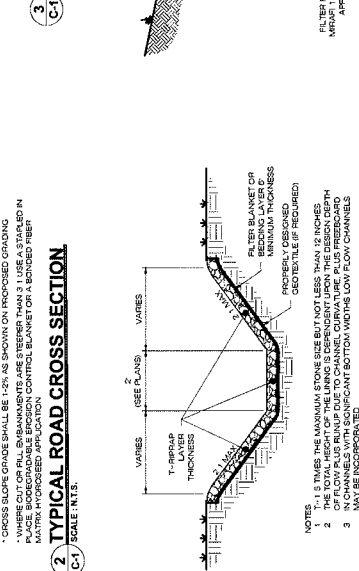 * CROSS SLOPE GRADE SHALL BE 1-2% AS SHOWN ON PROPOSED GRADING
* WHERE CUT OR FILL EMBANKMENTS ARE STEEPER THAN 3:1 USE A STAPLED IN
PLACE, BIODEGRADABLE EROSION CONTROL BLANKET OR A BONDED FIBER
MATRIX HYDROSEED APPLICATION
2
C-1
TYPICAL ROAD CROSS SECTION
SCALE : N.T.S.
3
C-1
VARIES
2'
(SEE PLANS)
VARIES
T=RIPRAP
LAYER
THICKNESS
2:1 MAX
2:1 MAX
FILTER BLANKET OR
BEDDING LAYER 6"
MINIMUM THICKNESS
PROPERLY DESIGNED
GEOTEXTILE (IF REQUIRED)
NOTES
1 T=1.5 TIMES THE MAXIMUM STONE SIZE BUT NOT LESS THAN 12 INCHES
2 THE TOTAL HEIGHT OF THE LINING IS DEPENDENT UPON THE DESIGN DEPTH
OF FLOW PLUS RUNUP DUE TO CHANNEL CURVATURE, PLUS FREEBOARD
3 IN CHANNELS WITH SIGNIFICANT BOTTOM WIDTHS LOW FLOW CHANNELS
MAY BE INCORPORATED
FILTER
MIRAFI 1